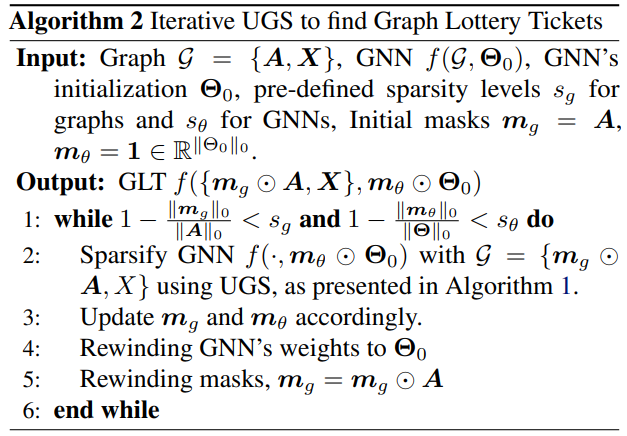 Algorithm 2 Iterative UGS to find Graph Lottery Tickets
Input: Graph 𝒢 = {A, X}, GNN f(𝒢, Θ₀), GNN's
initialization Θ₀, pre-defined sparsity levels s_g for
graphs and s_θ for GNNs, Initial masks m_g = A,
m_θ = 1 ∈ ℝ^{‖Θ₀‖₀}.
Output: GLT f({m_g ⊙ A, X}, m_θ ⊙ Θ₀)
1: while 1 − ‖m_g‖₀/‖A‖₀ < s_g and 1 − ‖m_θ‖₀/‖Θ‖₀ < s_θ do
2: Sparsify GNN f(·, m_θ ⊙ Θ₀) with 𝒢 = {m_g ⊙
A, X} using UGS, as presented in Algorithm 1.
3: Update m_g and m_θ accordingly.
4: Rewinding GNN's weights to Θ₀
5: Rewinding masks, m_g = m_g ⊙ A
6: end while